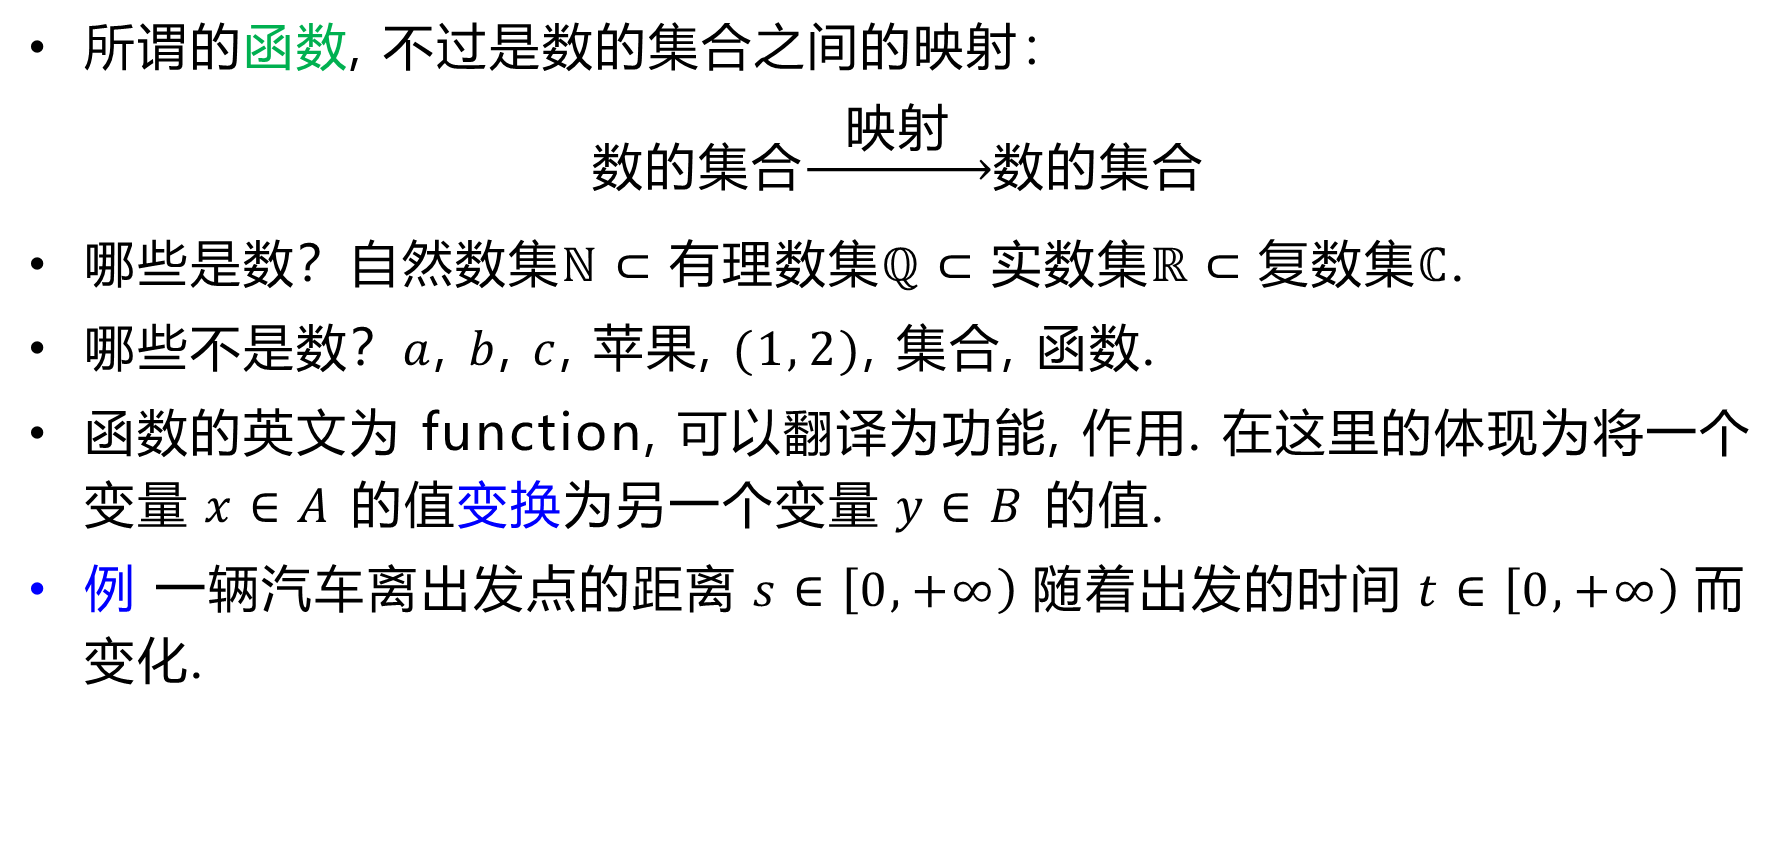 • 所谓的函数, 不过是数的集合之间的映射:
映射
数的集合⟶数的集合
• 哪些是数? 自然数集ℕ ⊂ 有理数集ℚ ⊂ 实数集ℝ ⊂ 复数集ℂ.
• 哪些不是数? a, b, c, 苹果, (1, 2), 集合, 函数.
• 函数的英文为 function, 可以翻译为功能, 作用. 在这里的体现为将一个
变量 x ∈ A 的值变换为另一个变量 y ∈ B 的值.
• 例 一辆汽车离出发点的距离 s ∈ [0, +∞) 随着出发的时间 t ∈ [0, +∞) 而
变化.